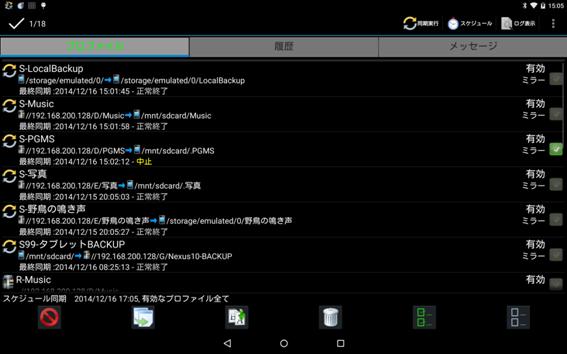 15:05
1/18
同期実行
スケジュール
ログ表示
プロファイル
履歴
メッセージ
S-LocalBackup
有効
/storage/emulated/0/ /storage/emulated/0/LocalBackup
ミラー
最終同期 :2014/12/16 15:01:45 - 正常終了
S-Music
有効
//192.168.200.128/D/Music /mnt/sdcard/Music
ミラー
最終同期 :2014/12/16 15:01:58 - 正常終了
S-PGMS
有効
//192.168.200.128/D/PGMS /mnt/sdcard/.PGMS
ミラー
最終同期 :2014/12/16 15:02:12 - 中止
S-写真
有効
//192.168.200.128/E/写真 /mnt/sdcard/.写真
ミラー
最終同期 :2014/12/15 20:05:03 - 正常終了
S-野鳥の鳴き声
有効
//192.168.200.128/E/野鳥の鳴き声 /storage/emulated/0/野鳥の鳴き声
ミラー
最終同期 :2014/12/15 20:05:27 - 正常終了
S99-タブレットBACKUP
有効
/mnt/sdcard/ //192.168.200.128/G/Nexus10-BACKUP
ミラー
最終同期 :2014/12/16 08:25:13 - 正常終了
R-Music
有効
//192.168.200.128/D/Music
スケジュール同期 2014/12/16 17:05, 有効なプロファイル全て